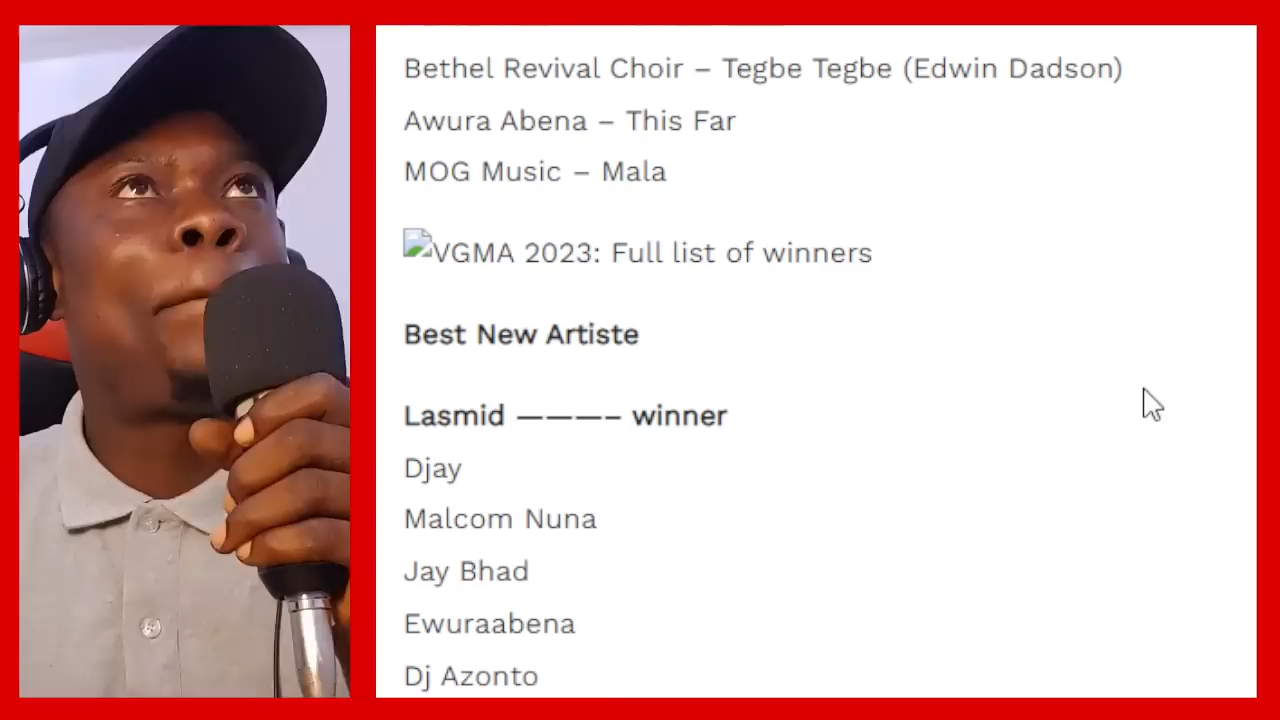 Bethel Revival Choir – Tegbe Tegbe (Edwin Dadson)
Awura Abena – This Far
MOG Music – Mala
VGMA 2023: Full list of winners
Best New Artiste
Lasmid ———– winner
Djay
Malcom Nuna
Jay Bhad
Ewuraabena
Dj Azonto